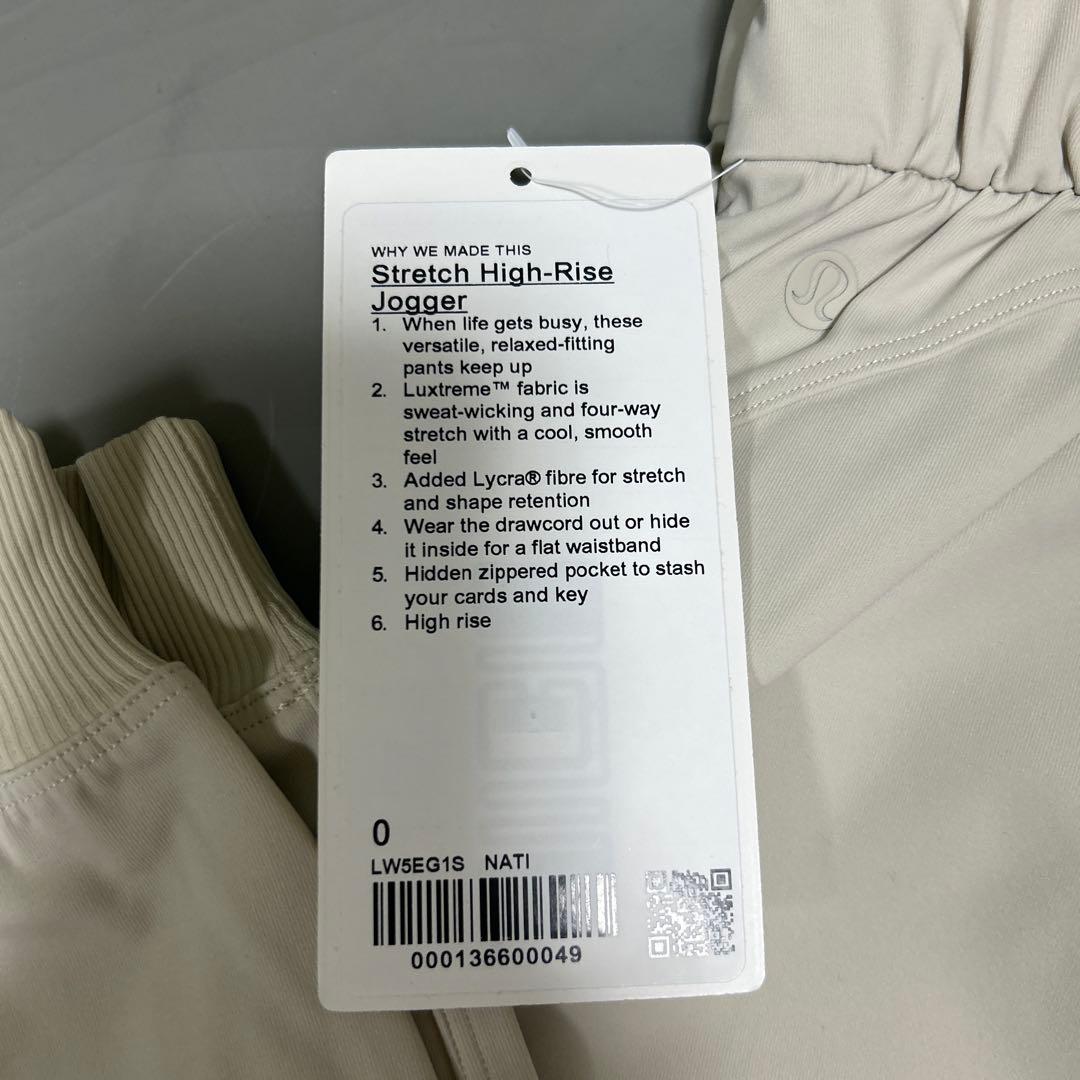 WHY WE MADE THIS
Stretch High-Rise
Jogger
1. When life gets busy, these
versatile, relaxed-fitting
pants keep up
2. Luxtreme™ fabric is
sweat-wicking and four-way
stretch with a cool, smooth
feel
3. Added Lycra® fibre for stretch
and shape retention
4. Wear the drawcord out or hide
it inside for a flat waistband
5. Hidden zippered pocket to stash
your cards and key
6. High rise
0
LW5EG1S NATI
000136600049